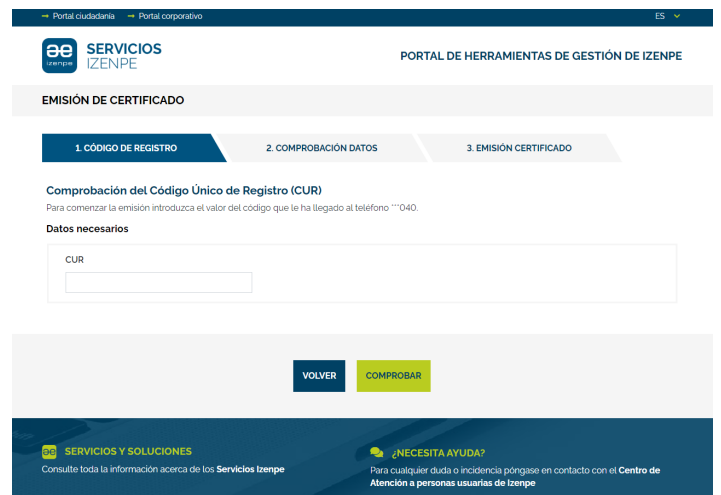 → Portal ciudadanía → Portal corporativo ES
ǝe izenpe SERVICIOS IZENPE
PORTAL DE HERRAMIENTAS DE GESTIÓN DE IZENPE
EMISIÓN DE CERTIFICADO
1. CÓDIGO DE REGISTRO 2. COMPROBACIÓN DATOS 3. EMISIÓN CERTIFICADO
Comprobación del Código Único de Registro (CUR)
Para comenzar la emisión introduzca el valor del código que le ha llegado al teléfono ***040.
Datos necesarios
CUR
VOLVER COMPROBAR
ǝe SERVICIOS Y SOLUCIONES
Consulte toda la información acerca de los Servicios Izenpe
¿NECESITA AYUDA?
Para cualquier duda o incidencia póngase en contacto con el Centro de
Atención a personas usuarias de Izenpe